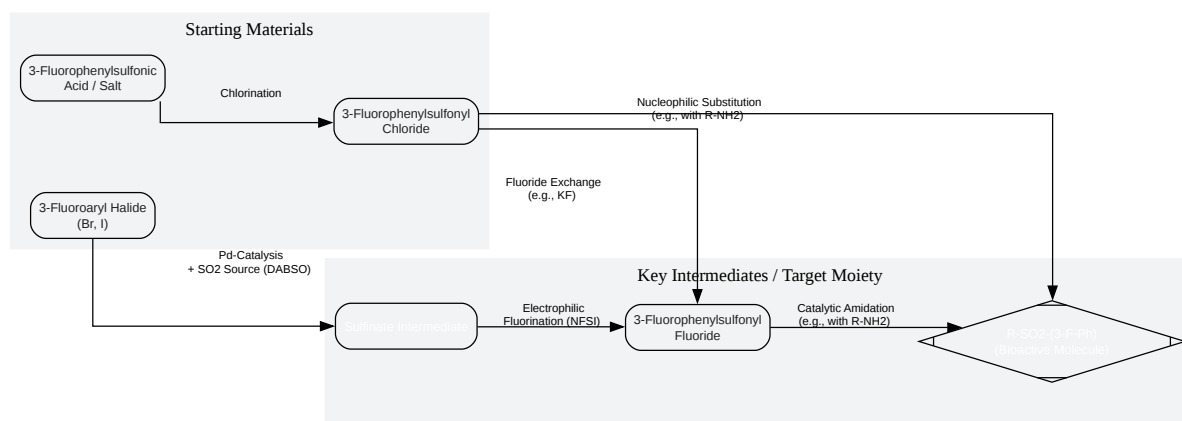 Starting Materials
3-Fluorophenylsulfonic
Acid / Salt
Chlorination
3-Fluorophenylsulfonyl
Chloride
Nucleophilic Substitution
(e.g., with R-NH2)
3-Fluoroaryl Halide
(Br, I)
Fluoride Exchange
(e.g., KF)
Pd-Catalysis
+ SO2 Source (DABSO)
Key Intermediates / Target Moiety
Sulfinate Intermediate
Electrophilic
Fluorination (NFSI)
3-Fluorophenylsulfonyl
Fluoride
Catalytic Amidation
(e.g., with R-NH2)
R-SO2-(3-F-Ph)
(Bioactive Molecule)